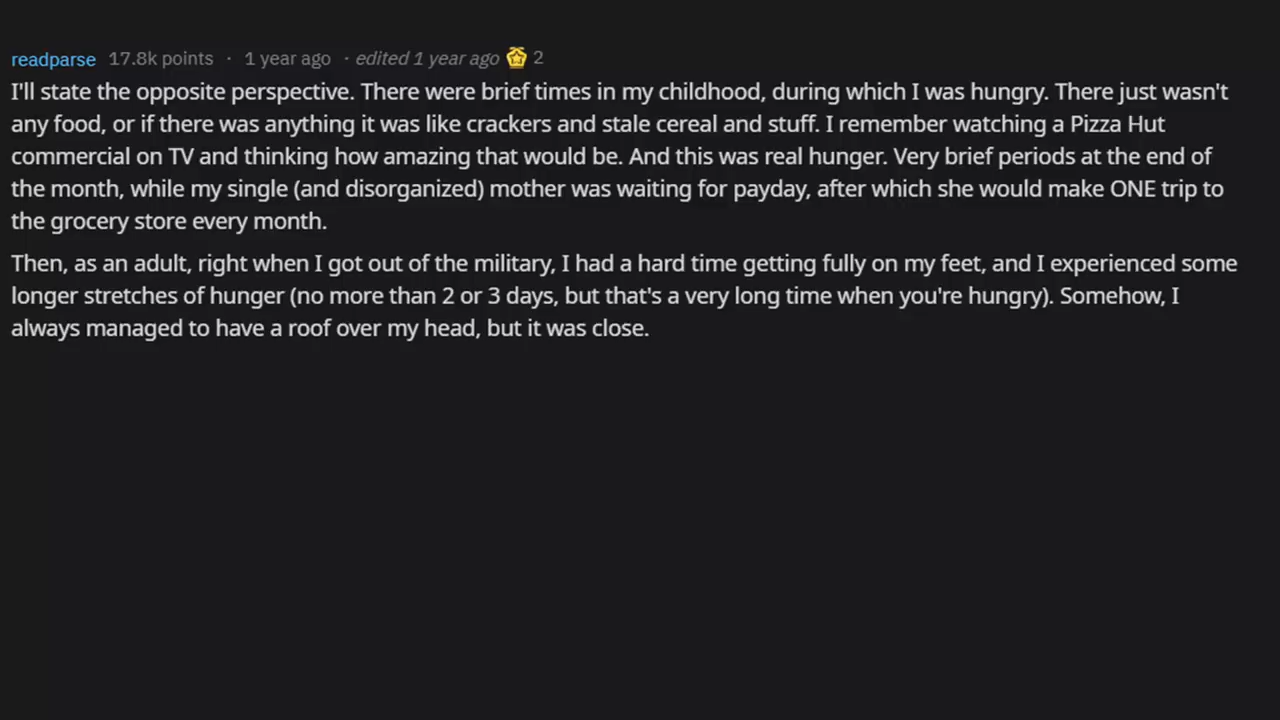 readparse 17.8k points · 1 year ago · edited 1 year ago 2
I'll state the opposite perspective. There were brief times in my childhood, during which I was hungry. There just wasn't
any food, or if there was anything it was like crackers and stale cereal and stuff. I remember watching a Pizza Hut
commercial on TV and thinking how amazing that would be. And this was real hunger. Very brief periods at the end of
the month, while my single (and disorganized) mother was waiting for payday, after which she would make ONE trip to
the grocery store every month.
Then, as an adult, right when I got out of the military, I had a hard time getting fully on my feet, and I experienced some
longer stretches of hunger (no more than 2 or 3 days, but that's a very long time when you're hungry). Somehow, I
always managed to have a roof over my head, but it was close.